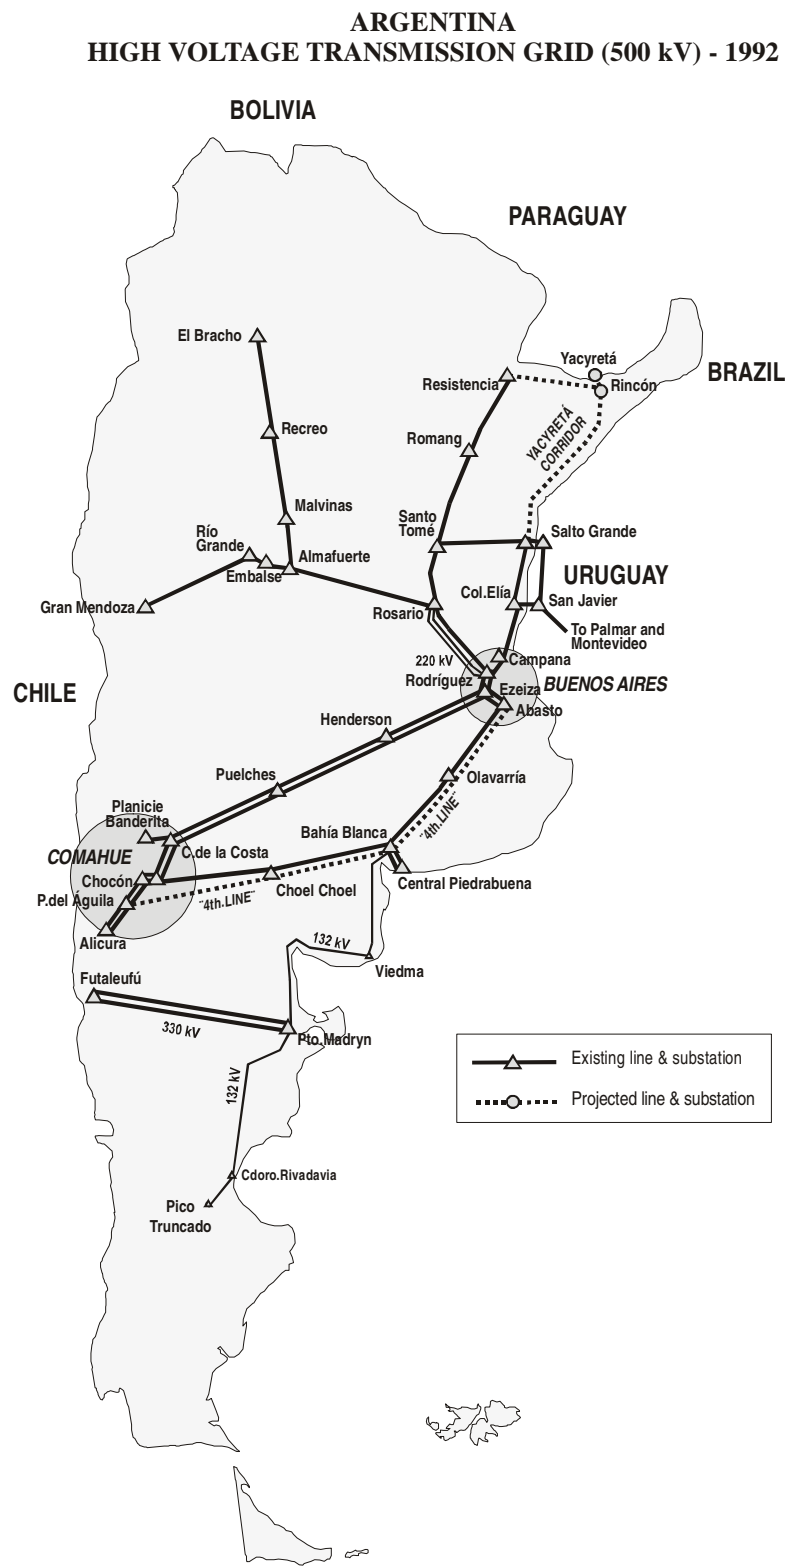 ARGENTINA
HIGH VOLTAGE TRANSMISSION GRID (500 kV) - 1992
BOLIVIA
PARAGUAY
El Bracho
Yacyretá
BRAZIL
Resistencia
Rincón
Recreo
Romang
YACYRETÁ
CORRIDOR
Malvinas
Santo
Tomé
Río
Grande
Salto Grande
Almafuerte
Embalse
URUGUAY
Gran Mendoza
Rosario
Col.Elía
San Javier
To Palmar and
Montevideo
220 kV
Campana
Rodríguez
CHILE
Ezeiza
BUENOS AIRES
Abasto
Henderson
Puelches
Olavarría
Planicie
Banderita
"4th.LINE"
Bahía Blanca
COMAHUE
C.de la Costa
Chocón
Central Piedrabuena
P.del Águila
Choel Choel
"4th.LINE"
Alicura
132 kV
Viedma
Futaleufú
330 kV
Pto.Madryn
Existing line & substation
132 kV
Projected line & substation
Cdoro.Rivadavia
Pico
Truncado